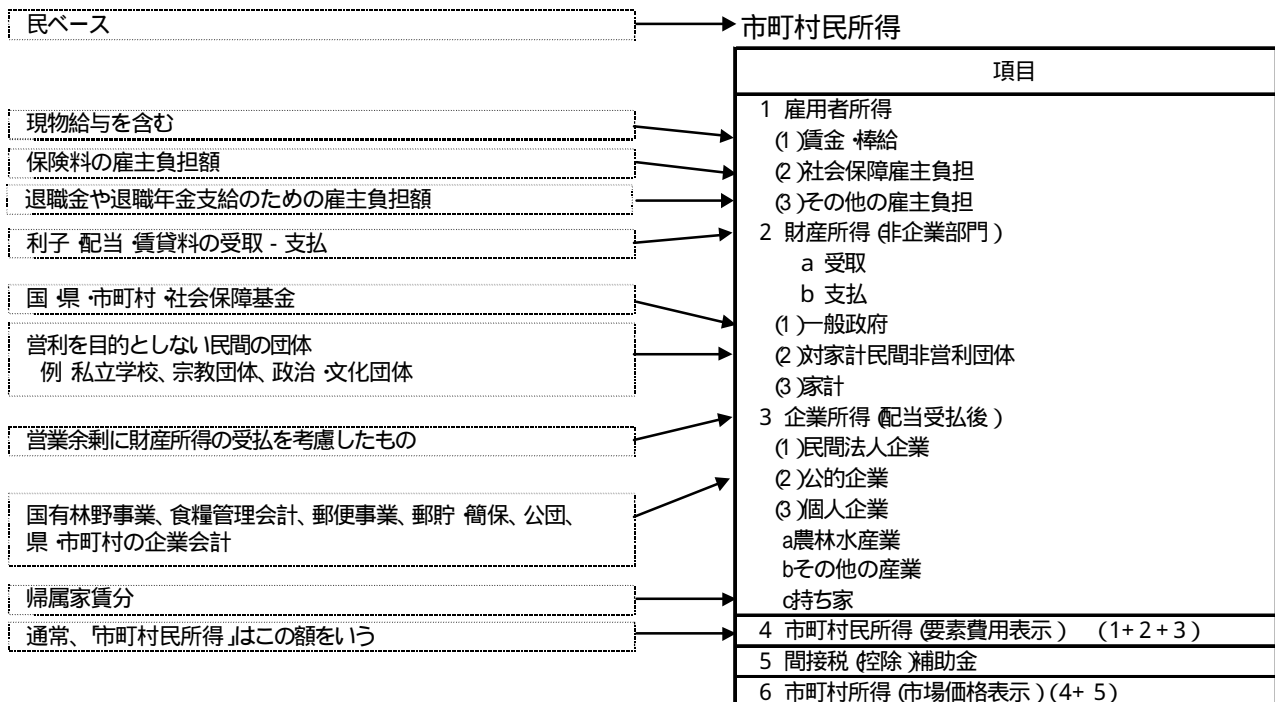 民ベース
市町村民所得
項目
現物給与を含む
1 雇用者所得
(1)賃金・棒給
保険料の雇主負担額
(2)社会保障雇主負担
退職金や退職年金支給のための雇主負担額
(3)その他の雇主負担
利子・配当・賃貸料の受取 - 支払
2 財産所得(非企業部門)
a 受取
b 支払
国・県・市町村・社会保障基金
(1)一般政府
営利を目的としない民間の団体
例 私立学校、宗教団体、政治・文化団体
(2)対家計民間非営利団体
(3)家計
営業余剰に財産所得の受払を考慮したもの
3 企業所得(配当受払後)
(1)民間法人企業
(2)公的企業
国有林野事業、食糧管理会計、郵便事業、郵貯・簡保、公団、
県・市町村の企業会計
(3)個人企業
a農林水産業
bその他の産業
帰属家賃分
c持ち家
通常、「市町村民所得」はこの額をいう
4 市町村民所得(要素費用表示) (1+2+3)
5 間接税(控除)補助金
6 市町村所得(市場価格表示)(4+5)